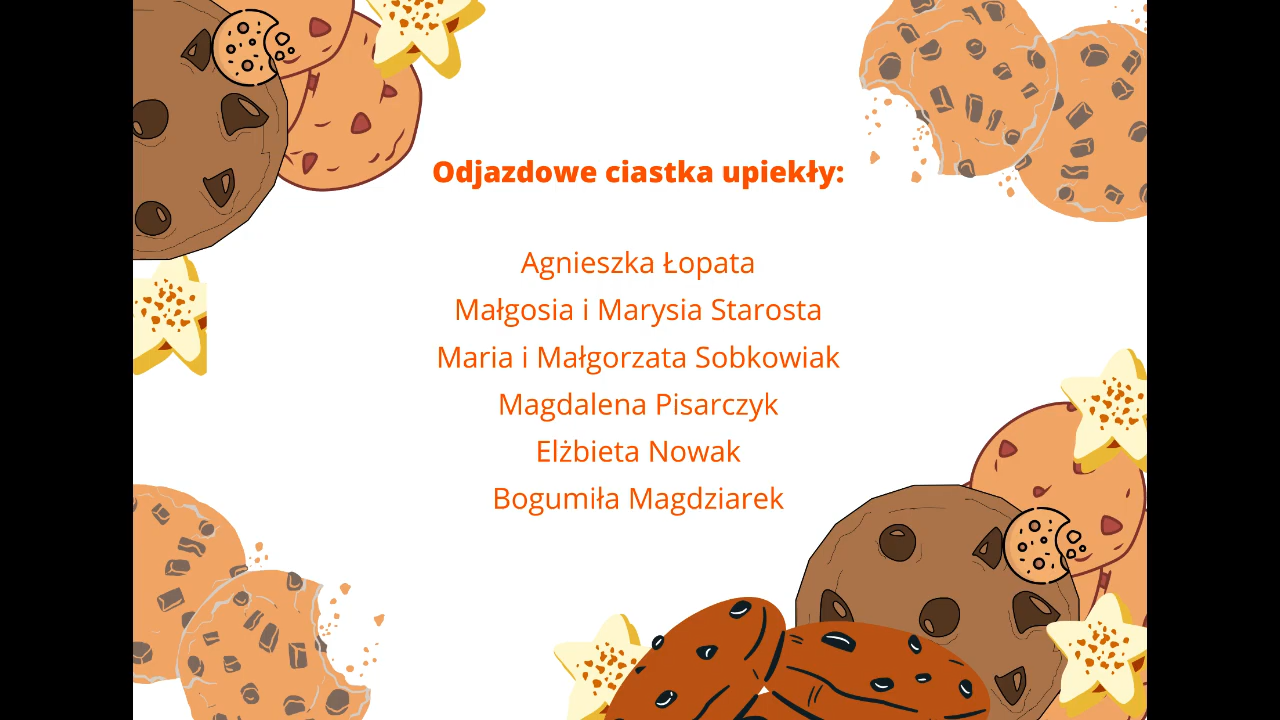 Odjazdowe ciastka upiekły:
Agnieszka Łopata
Małgosia i Marysia Starosta
Maria i Małgorzata Sobkowiak
Magdalena Pisarczyk
Elżbieta Nowak
Bogumiła Magdziarek